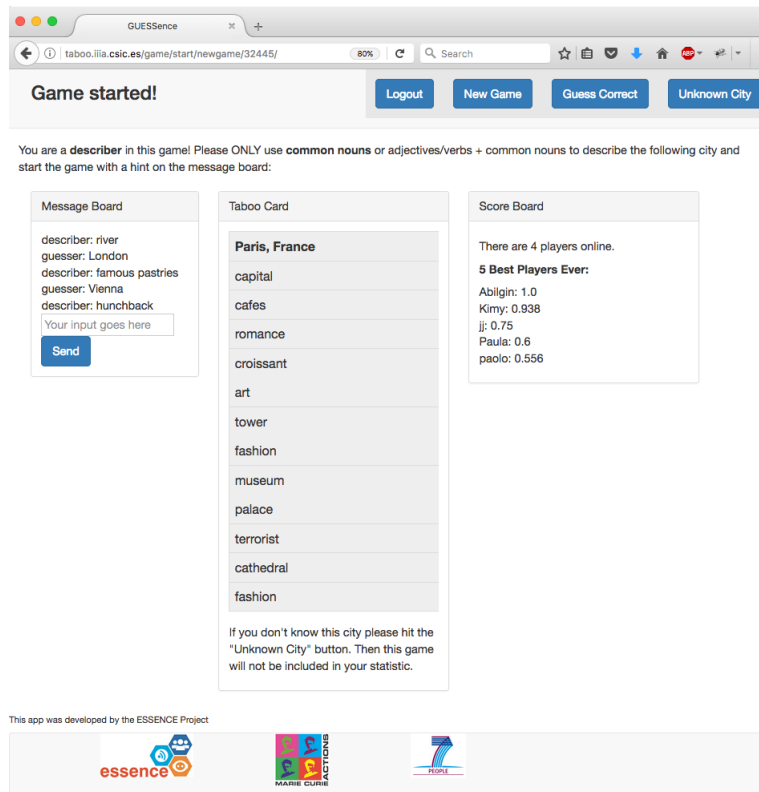 GUESSence
taboo.iiia.csic.es/game/start/newgame/32445/
80%
Search
ABP
Game started!
Logout
New Game
Guess Correct
Unknown City
You are a describer in this game! Please ONLY use common nouns or adjectives/verbs + common nouns to describe the following city and
start the game with a hint on the message board:
Message Board
describer: river
guesser: London
describer: famous pastries
guesser: Vienna
describer: hunchback
Your input goes here
Send
Taboo Card
Paris, France
capital
cafes
romance
croissant
art
tower
fashion
museum
palace
terrorist
cathedral
fashion
If you don't know this city please hit the
"Unknown City" button. Then this game
will not be included in your statistic.
Score Board
There are 4 players online.
5 Best Players Ever:
Abilgin: 1.0
Kimy: 0.938
jj: 0.75
Paula: 0.6
paolo: 0.556
This app was developed by the ESSENCE Project
essence
MARIE CURIE
ACTIONS
7
PEOPLE